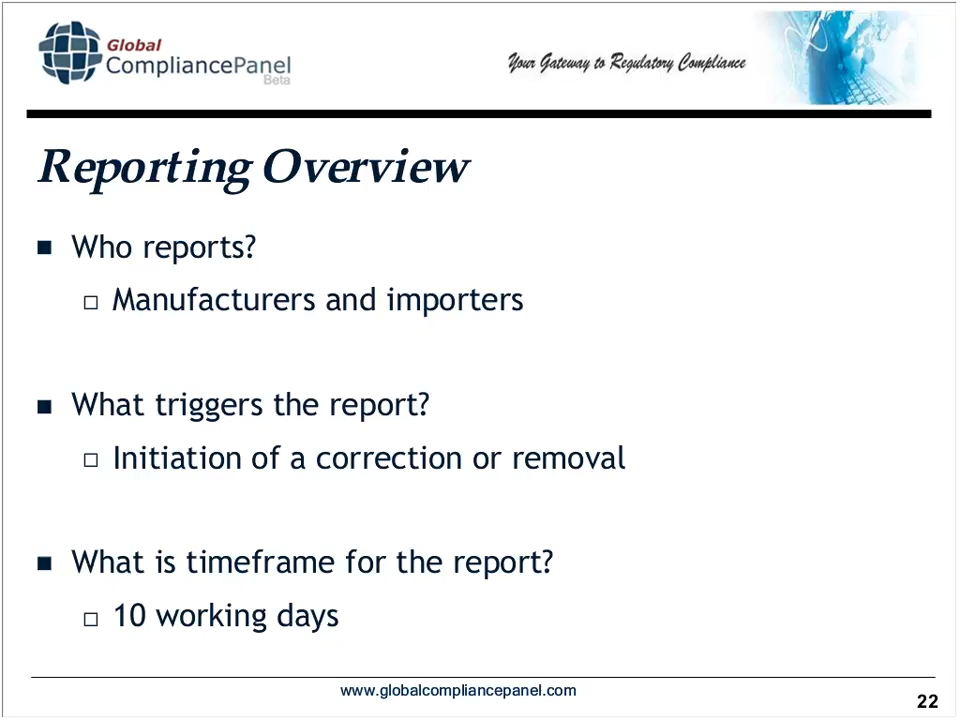 Global
CompliancePanel
Beta
Your Gateway to Regulatory Compliance
Reporting Overview
Who reports?
Manufacturers and importers
What triggers the report?
Initiation of a correction or removal
What is timeframe for the report?
10 working days
www.globalcompliancepanel.com
22